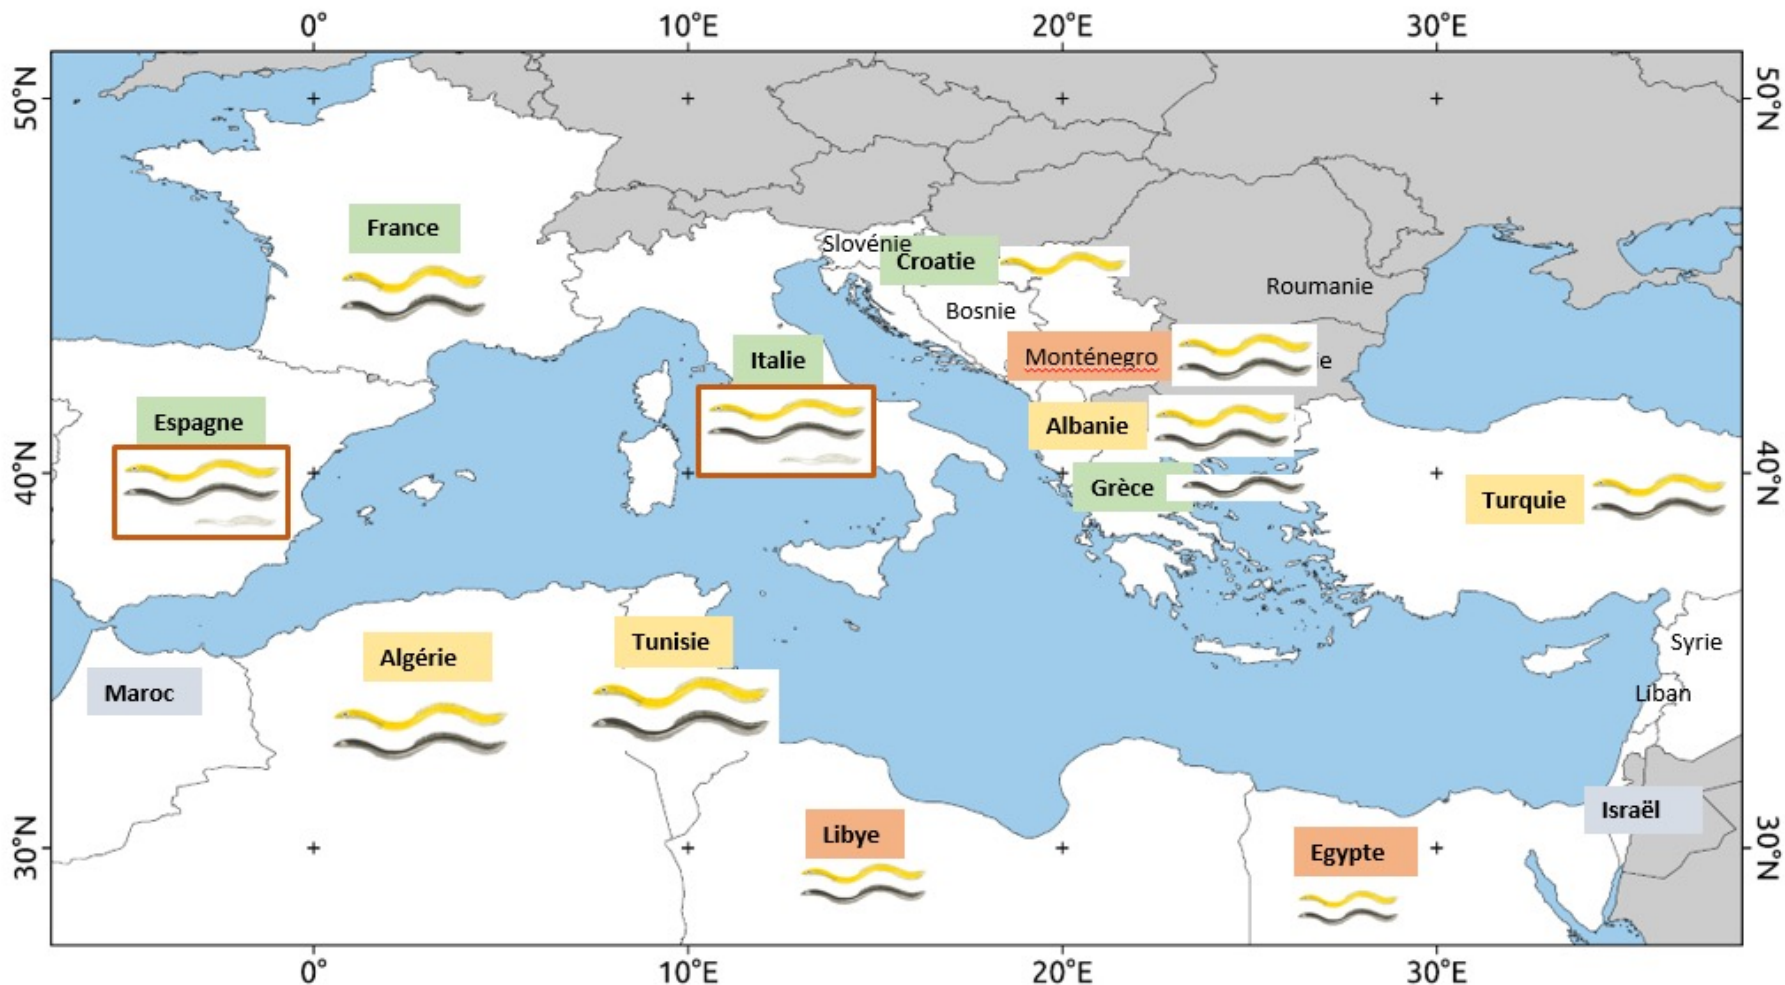 0°
10°E
20°E
30°E
50°N
50°N
France
Slovénie
Croatie
Bosnie
Roumanie
Monténegro
e
Italie
Espagne
Albanie
40°N
40°N
Grèce
Turquie
Algérie
Tunisie
Syrie
Maroc
Liban
Libye
Israël
30°N
30°N
Egypte
0°
10°E
20°E
30°E